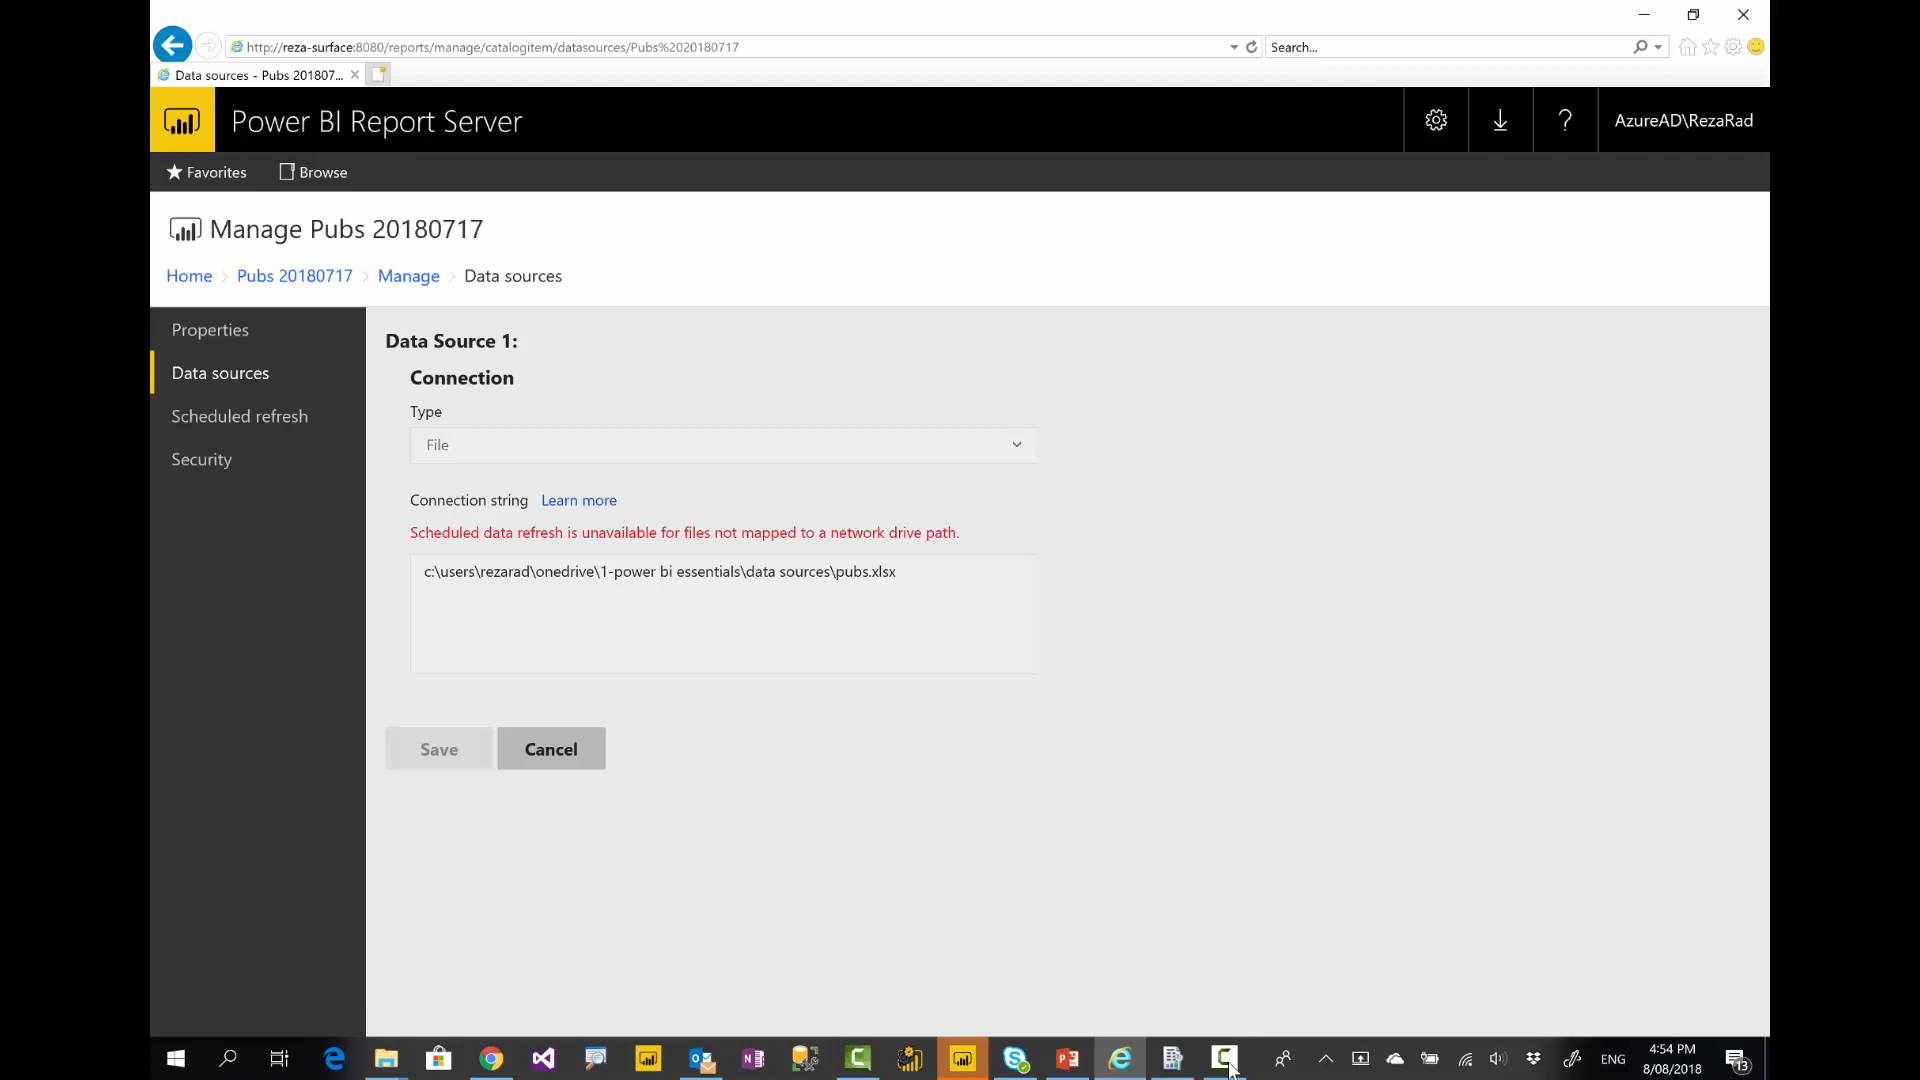 http://reza-surface:8080/reports/manage/catalogitem/datasources/Pubs%2020180717
Search...
Data sources - Pubs 201807...
Power BI Report Server
AzureAD\RezaRad
Favorites
Browse
Manage Pubs 20180717
Home > Pubs 20180717 > Manage > Data sources
Properties
Data sources
Scheduled refresh
Security
Data Source 1:
Connection
Type
File
Connection string Learn more
Scheduled data refresh is unavailable for files not mapped to a network drive path.
c:\users\rezarad\onedrive\1-power bi essentials\data sources\pubs.xlsx
Save
Cancel
ENG
4:54 PM
8/08/2018
13